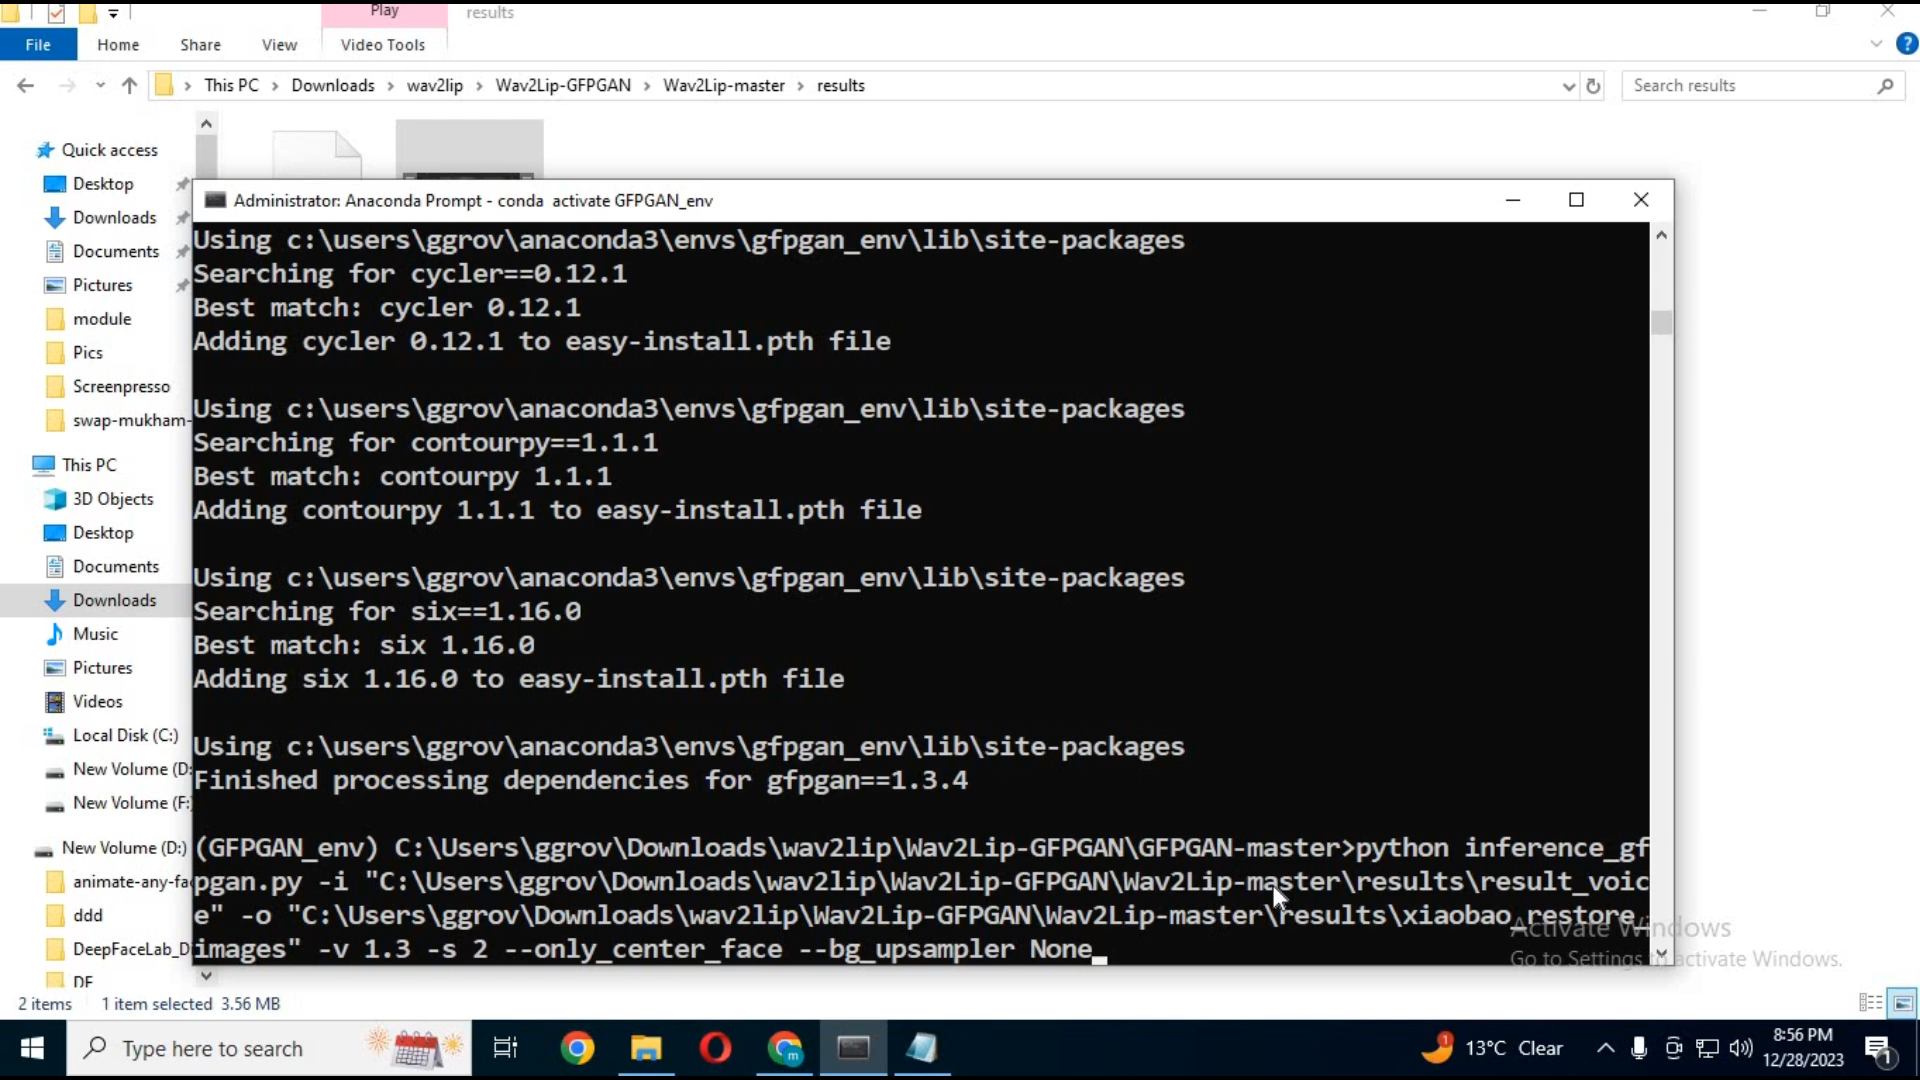 Play
results
File
Home
Share
View
Video Tools
This PC
Downloads
wav2lip
Wav2Lip-GFPGAN
Wav2Lip-master
results
Search results
Quick access
Desktop
Downloads
Documents
Pictures
module
Pics
Screenpresso
swap-mukham-
This PC
3D Objects
Desktop
Documents
Downloads
Music
Pictures
Videos
Local Disk (C:)
New Volume (D:
New Volume (F:
New Volume (D:)
animate-any-fac
ddd
DeepFaceLab_D
DF
Administrator: Anaconda Prompt - conda  activate GFPGAN_env
Using c:\users\ggrov\anaconda3\envs\gfpgan_env\lib\site-packages
Searching for cycler==0.12.1
Best match: cycler 0.12.1
Adding cycler 0.12.1 to easy-install.pth file
Using c:\users\ggrov\anaconda3\envs\gfpgan_env\lib\site-packages
Searching for contourpy==1.1.1
Best match: contourpy 1.1.1
Adding contourpy 1.1.1 to easy-install.pth file
Using c:\users\ggrov\anaconda3\envs\gfpgan_env\lib\site-packages
Searching for six==1.16.0
Best match: six 1.16.0
Adding six 1.16.0 to easy-install.pth file
Using c:\users\ggrov\anaconda3\envs\gfpgan_env\lib\site-packages
Finished processing dependencies for gfpgan==1.3.4
(GFPGAN_env) C:\Users\ggrov\Downloads\wav2lip\Wav2Lip-GFPGAN\GFPGAN-master>python inference_gf
pgan.py -i "C:\Users\ggrov\Downloads\wav2lip\Wav2Lip-GFPGAN\Wav2Lip-master\results\result_voic
e" -o "C:\Users\ggrov\Downloads\wav2lip\Wav2Lip-GFPGAN\Wav2Lip-master\results\xiaobao_restore_
images" -v 1.3 -s 2 --only_center_face --bg_upsampler None
Activate Windows
Go to Settings to activate Windows.
2 items
1 item selected  3.56 MB
Type here to search
m
1
13°C Clear
8:56 PM
12/28/2023
1